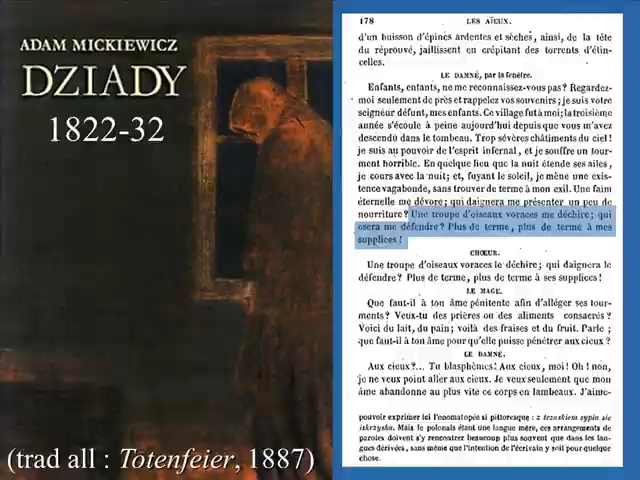 ADAM MICKIEWICZ
DZIADY
1822-32
(trad all : Totenfeier, 1887)
178 LES AÏEUX.
d'un buisson d'épines ardentes et sèches, ainsi, de la tête
du réprouvé, jaillissent en crépitant des torrents d'étin-
celles.
LE DAMNÉ, par la fenêtre.
Enfants, enfants, ne me reconnaissez-vous pas? Regardez-
moi seulement de près et rappelez vos souvenirs; je suis votre
seigneur défunt, mes enfants. Ce village fut à moi; la troisième
année s'écoule à peine aujourd'hui depuis que vous m'avez
descendo dans le tombeau. Trop sévères châtiments du ciel!
je suis au pouvoir de l'esprit infernal, et je souffre un tour-
ment horrible. En quelque lieu que la nuit étende ses ailes,
je cours avec la nuit; et, fuyant le soleil, je mène une exis-
tence vagabonde, sans trouver de terme à mon exil. Une faim
éternelle me dévore; qui daignera me présenter un peu de
nourriture? Une troupe d'oiseaux voraces me déchire; qui
osera me défendre? Plus de terme, plus de terme à mes
supplices!
CHŒUR.
Une troupe d'oiseaux voraces le déchire; qui daignera le
défendre? Plus de terme, plus de terme à ses supplices!
LE MAGE.
Que faut-il à ton âme pénitente afin d'alléger ses tour-
ments? Veux-tu des prières ou des aliments consacrés?
Voici du lait, du pain; voilà des fraises et du fruit. Parle;
que faut-il à ton âme pour qu'elle puisse pénétrer aux cieux?
LE DAMNÉ.
Aux cieux?... Tu blasphèmes! Aux cieux, moi! Oh! non,
je ne veux point aller aux cieux. Je veux seulement que mon
âme abandonne au plus vite ce corps en lambeaux. J'aime-
pouvoir exprimer ici l'onomatopée si pittoresque : z trzaskiem sypią się
iskrzysko. Mais le polonais étant une langue mère, ces arrangements de
paroles doivent s'y rencontrer beaucoup plus souvent que dans les lan-
gues dérivées, sans même que l'intention de l'écrivain y soit pour quelque
chose.